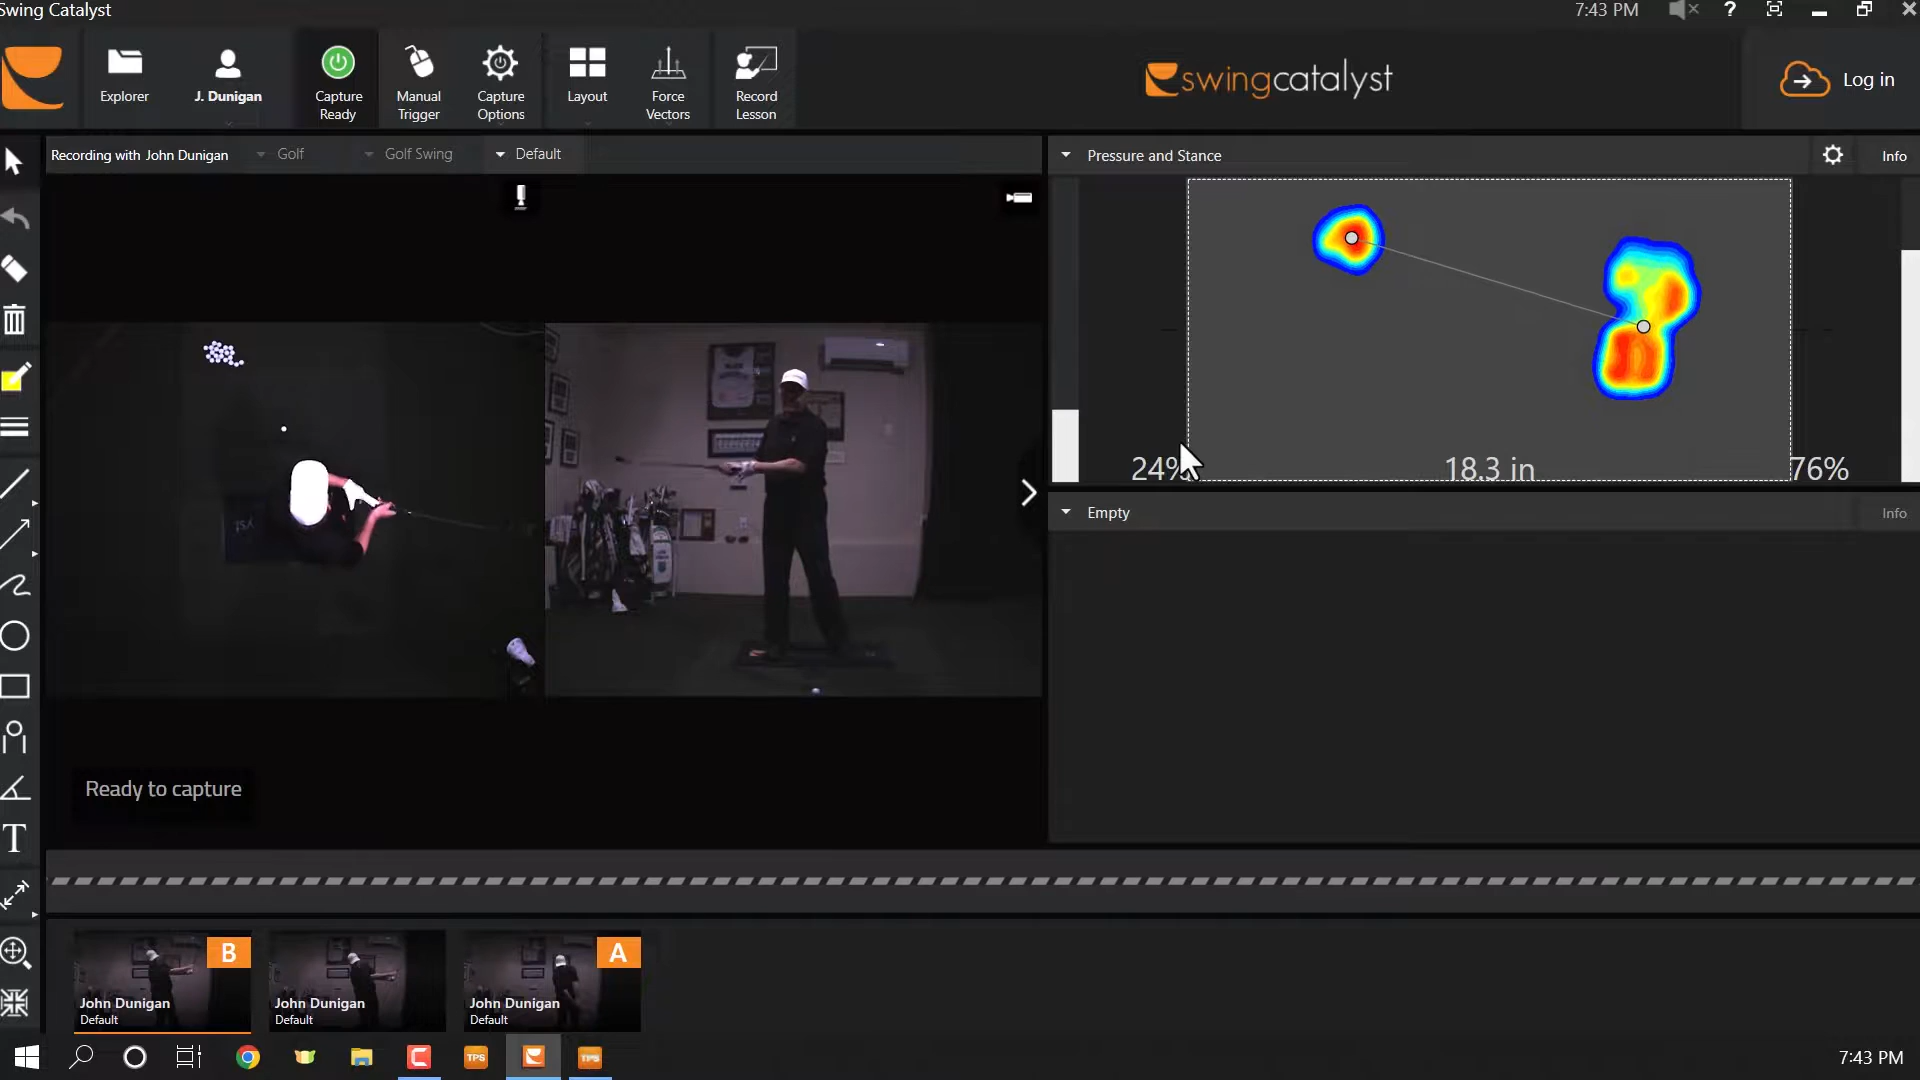 Swing Catalyst
7:43 PM
?
Explorer
J. Dunigan
Capture
Ready
Manual
Trigger
Capture
Options
Layout
Force
Vectors
Record
Lesson
swingcatalyst
Log in
Recording with John Dunigan
Golf
Golf Swing
Default
Pressure and Stance
Info
24%
18.3 in
76%
Empty
Info
Ready to capture
T
B
John Dunigan
Default
John Dunigan
Default
A
John Dunigan
Default
TPS
TPS
7:43 PM